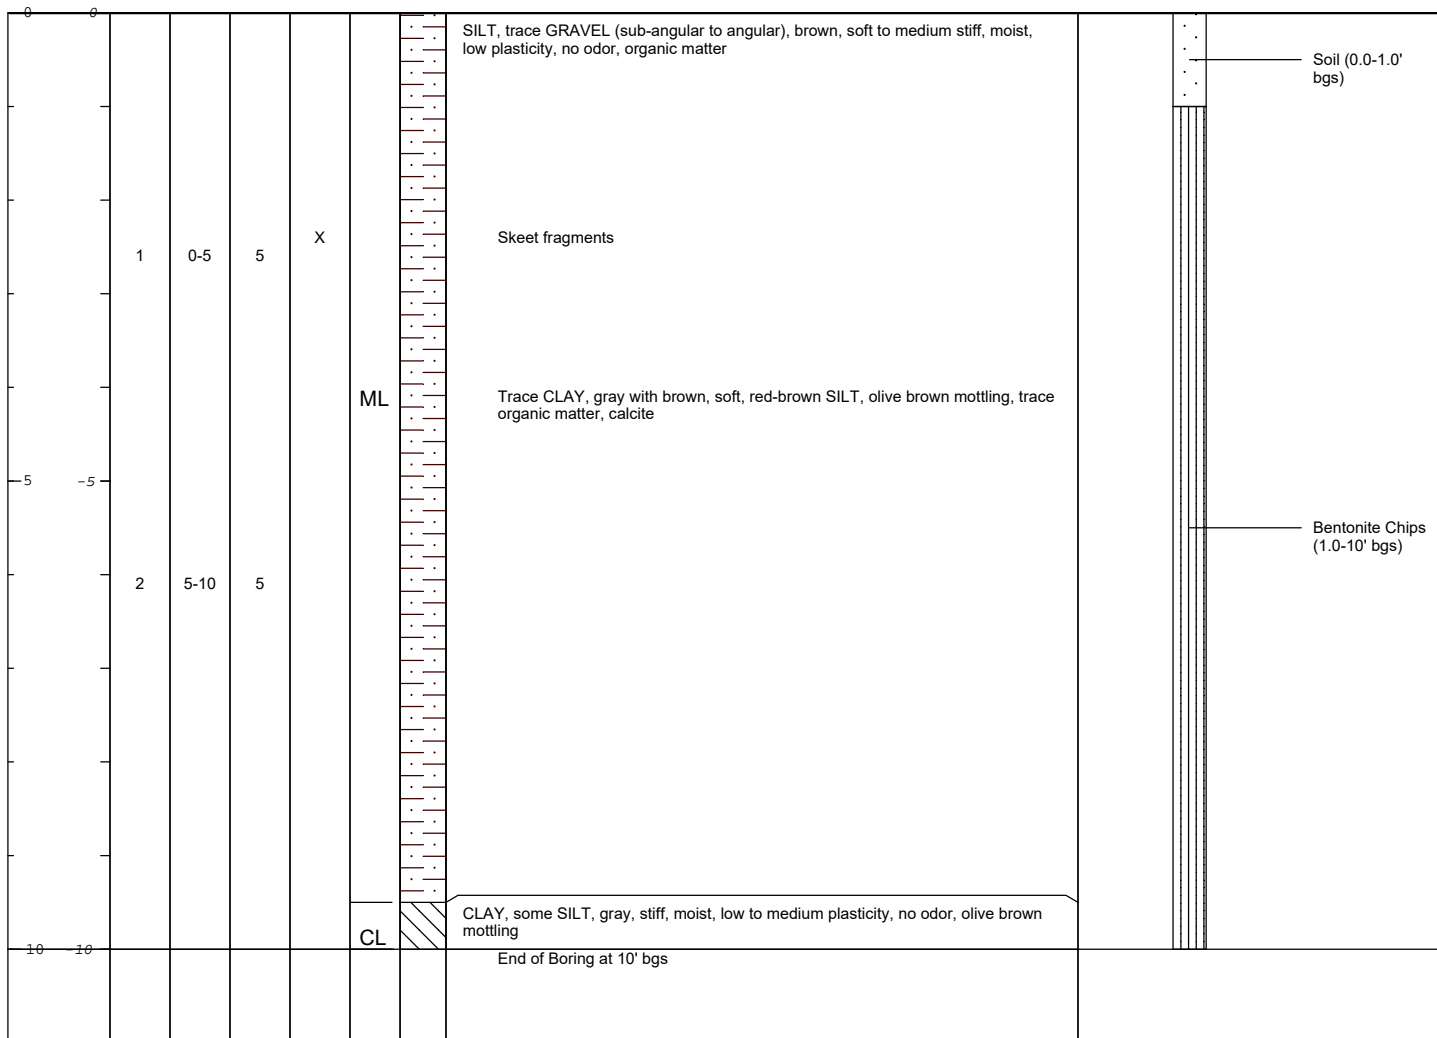 0 0
SILT, trace GRAVEL (sub-angular to angular), brown, soft to medium stiff, moist,
low plasticity, no odor, organic matter
Soil (0.0-1.0'
bgs)
X
Skeet fragments
1 0-5 5
ML
Trace CLAY, gray with brown, soft, red-brown SILT, olive brown mottling, trace
organic matter, calcite
5 -5
Bentonite Chips
(1.0-10' bgs)
2 5-10 5
CLAY, some SILT, gray, stiff, moist, low to medium plasticity, no odor, olive brown
mottling
CL
10 -10
End of Boring at 10' bgs